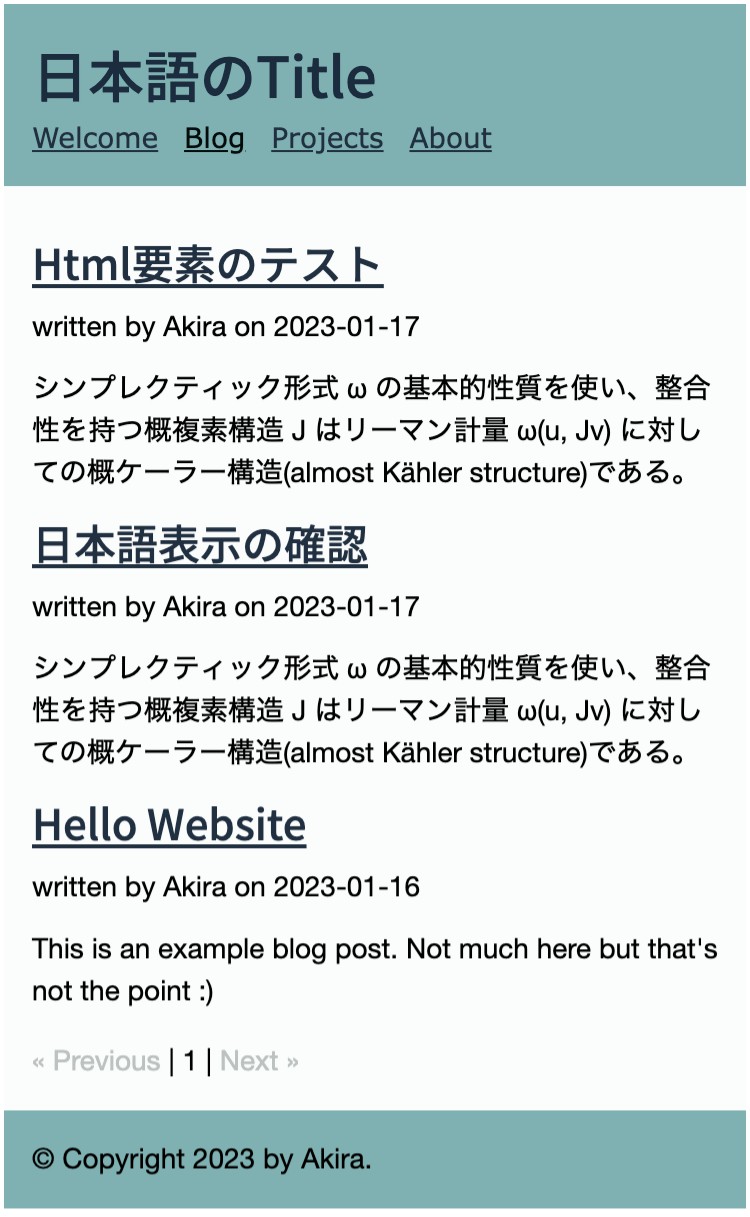 日本語のTitle
Welcome Blog Projects About
Html要素のテスト
written by Akira on 2023-01-17
シンプレクティック形式 ω の基本的性質を使い、整合
性を持つ概複素構造 J はリーマン計量 ω(u, Jv) に対し
ての概ケーラー構造(almost Kähler structure)である。
日本語表示の確認
written by Akira on 2023-01-17
シンプレクティック形式 ω の基本的性質を使い、整合
性を持つ概複素構造 J はリーマン計量 ω(u, Jv) に対し
ての概ケーラー構造(almost Kähler structure)である。
Hello Website
written by Akira on 2023-01-16
This is an example blog post. Not much here but that's
not the point :)
« Previous | 1 | Next »
© Copyright 2023 by Akira.